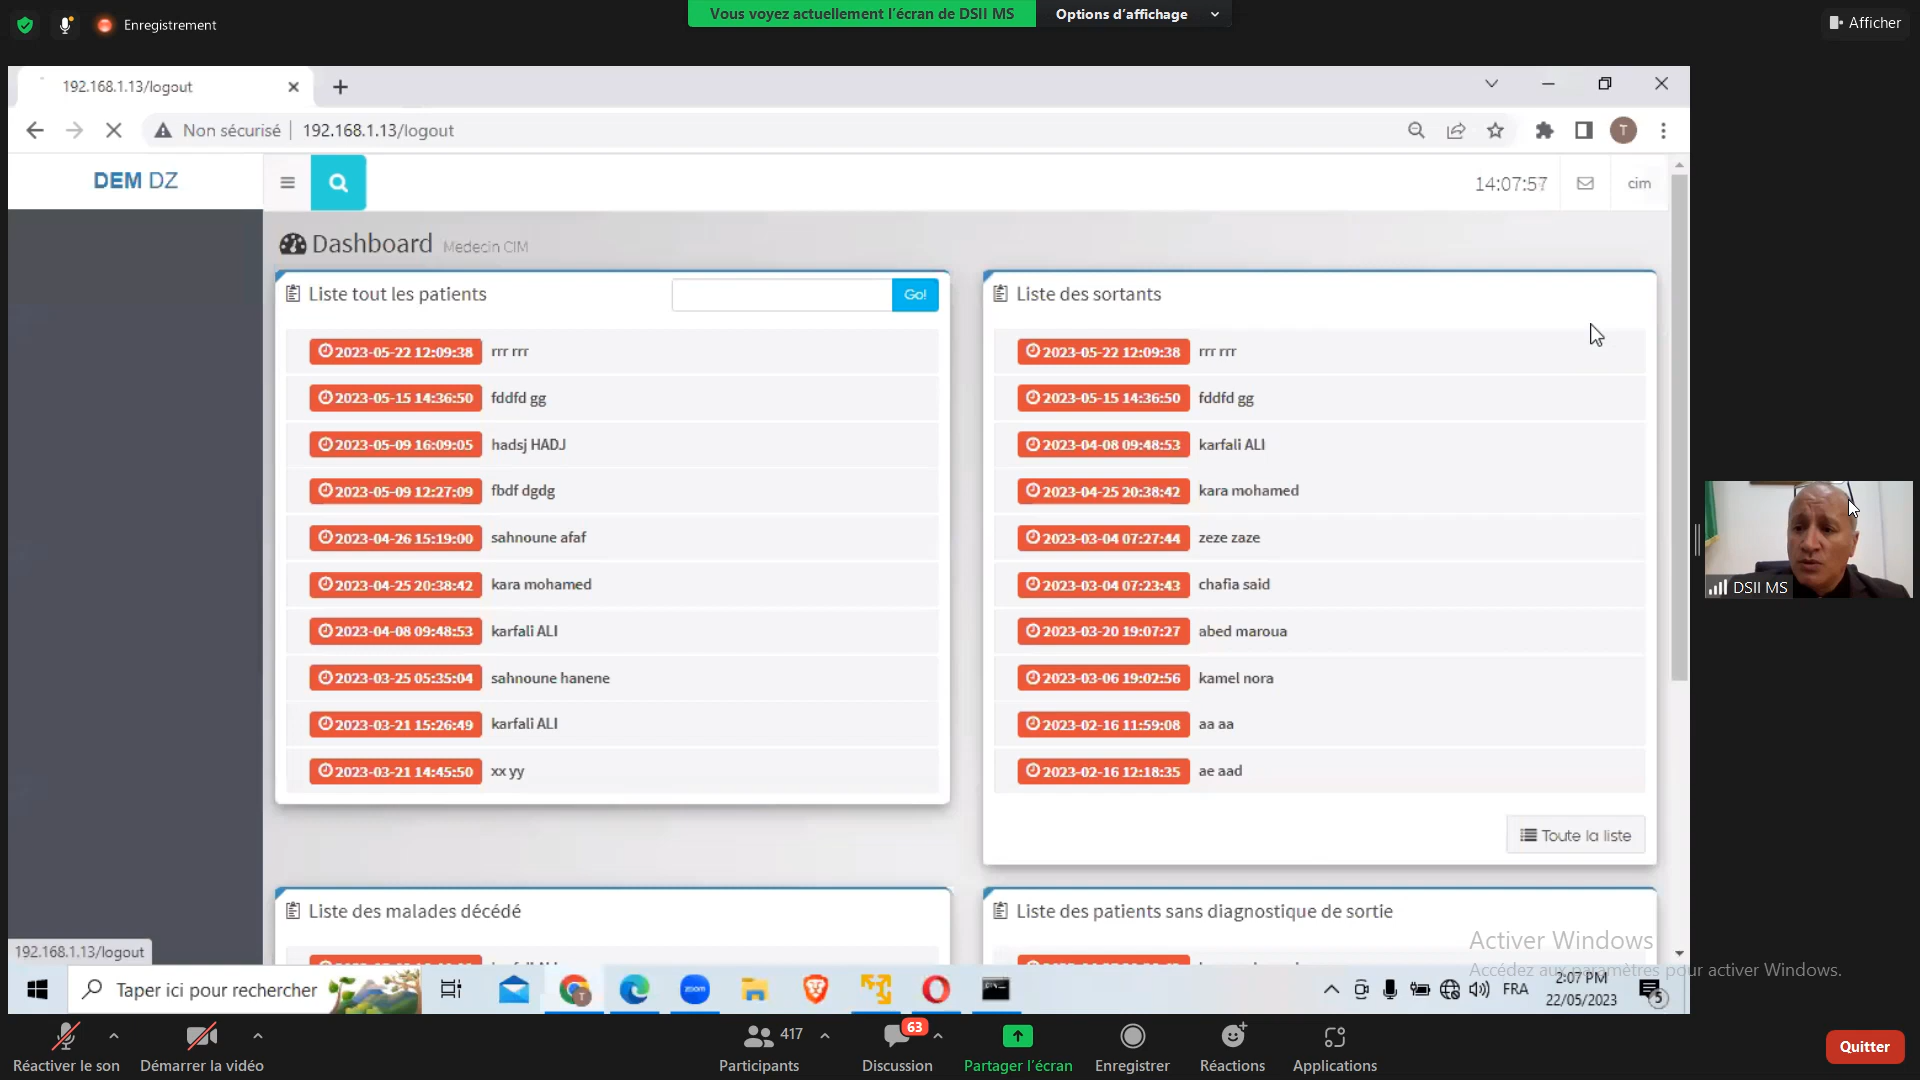 Enregistrement
Vous voyez actuellement l'écran de DSII MS
Options d'affichage
Afficher
192.168.1.13/logout
Non sécurisé
192.168.1.13/logout
T
DEM DZ
14:07:57
cim
Dashboard Medecin CIM
Liste tout les patients
Go!
2023-05-22 12:09:38 rrr rrr
2023-05-15 14:36:50 fddfd gg
2023-05-09 16:09:05 hadsj HADJ
2023-05-09 12:27:09 fbdf dgdg
2023-04-26 15:19:00 sahnoune afaf
2023-04-25 20:38:42 kara mohamed
2023-04-08 09:48:53 karfali ALI
2023-03-25 05:35:04 sahnoune hanene
2023-03-21 15:26:49 karfali ALI
2023-03-21 14:45:50 xx yy
Liste des sortants
2023-05-22 12:09:38 rrr rrr
2023-05-15 14:36:50 fddfd gg
2023-04-08 09:48:53 karfali ALI
2023-04-25 20:38:42 kara mohamed
2023-03-04 07:27:44 zeze zaze
2023-03-04 07:23:43 chafia said
2023-03-20 19:07:27 abed maroua
2023-03-06 19:02:56 kamel nora
2023-02-16 11:59:08 aa aa
2023-02-16 12:18:35 ae aad
Toute la liste
Liste des malades décédé
Liste des patients sans diagnostique de sortie
DSII MS
Activer Windows
Accédez aux paramètres pour activer Windows.
192.168.1.13/logout
Taper ici pour rechercher
T
zoom
FRA
2:07 PM
22/05/2023
5
Réactiver le son
Démarrer la vidéo
417
Participants
63
Discussion
Partager l'écran
Enregistrer
Réactions
Applications
Quitter